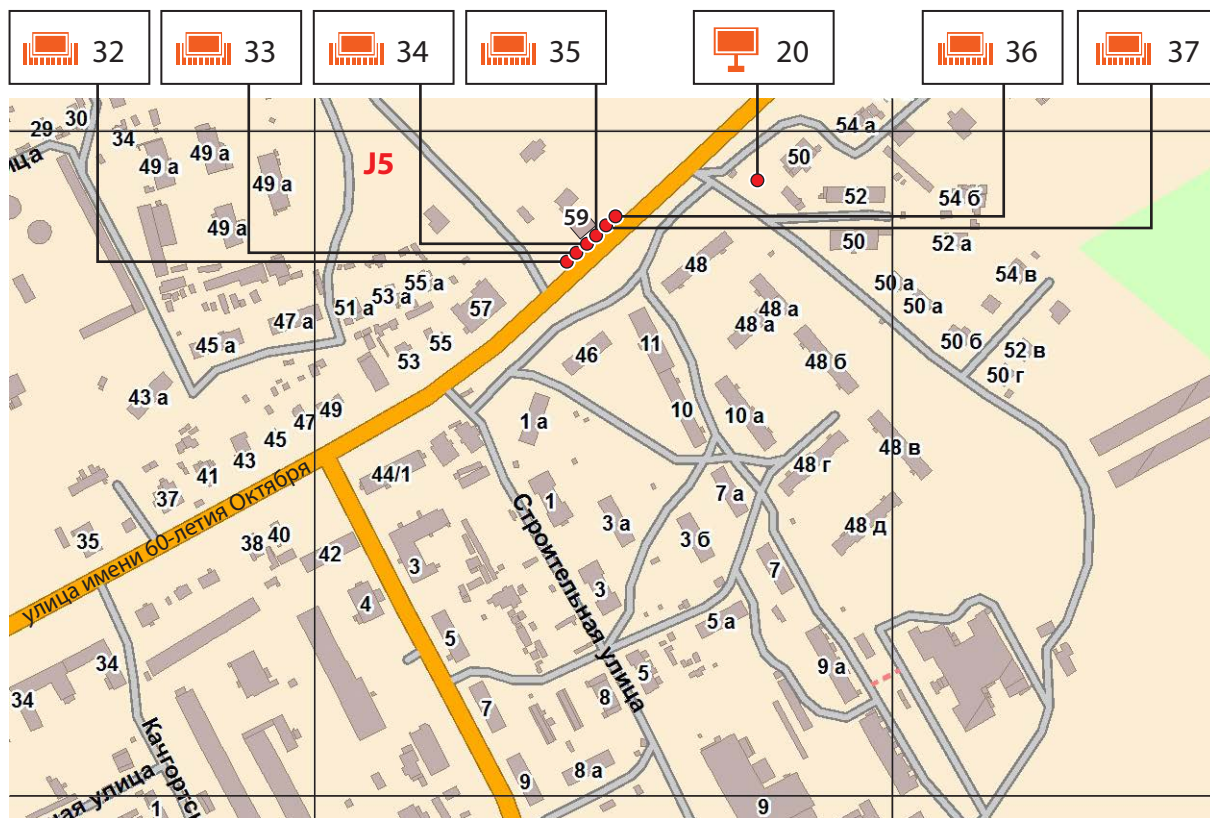 32 33 34 35 20 36 37
29 30 34 54 а
ица 49 а 49 а J5 50
49 а 52 54 б
49 а 59 50 52 а
48 54 в
55 а 50 а
51 а 53 а 57 48 а 50 а
47 а 48 а
45 а 55 46 11 48 б 50 б 52 в
53 50 г
43 а 49 10 10 а
47 1 а
45 48 в
41 43 44/1 48 г
37 7 а
улица имени 60-летия Октября
1 3 а 48 д
35 38 40 3 б
42 3 7
Строительная улица
4 3
5 5 а
34 9 а
34 5
7 8
Качгортс
9 8 а
ная улица
1 9